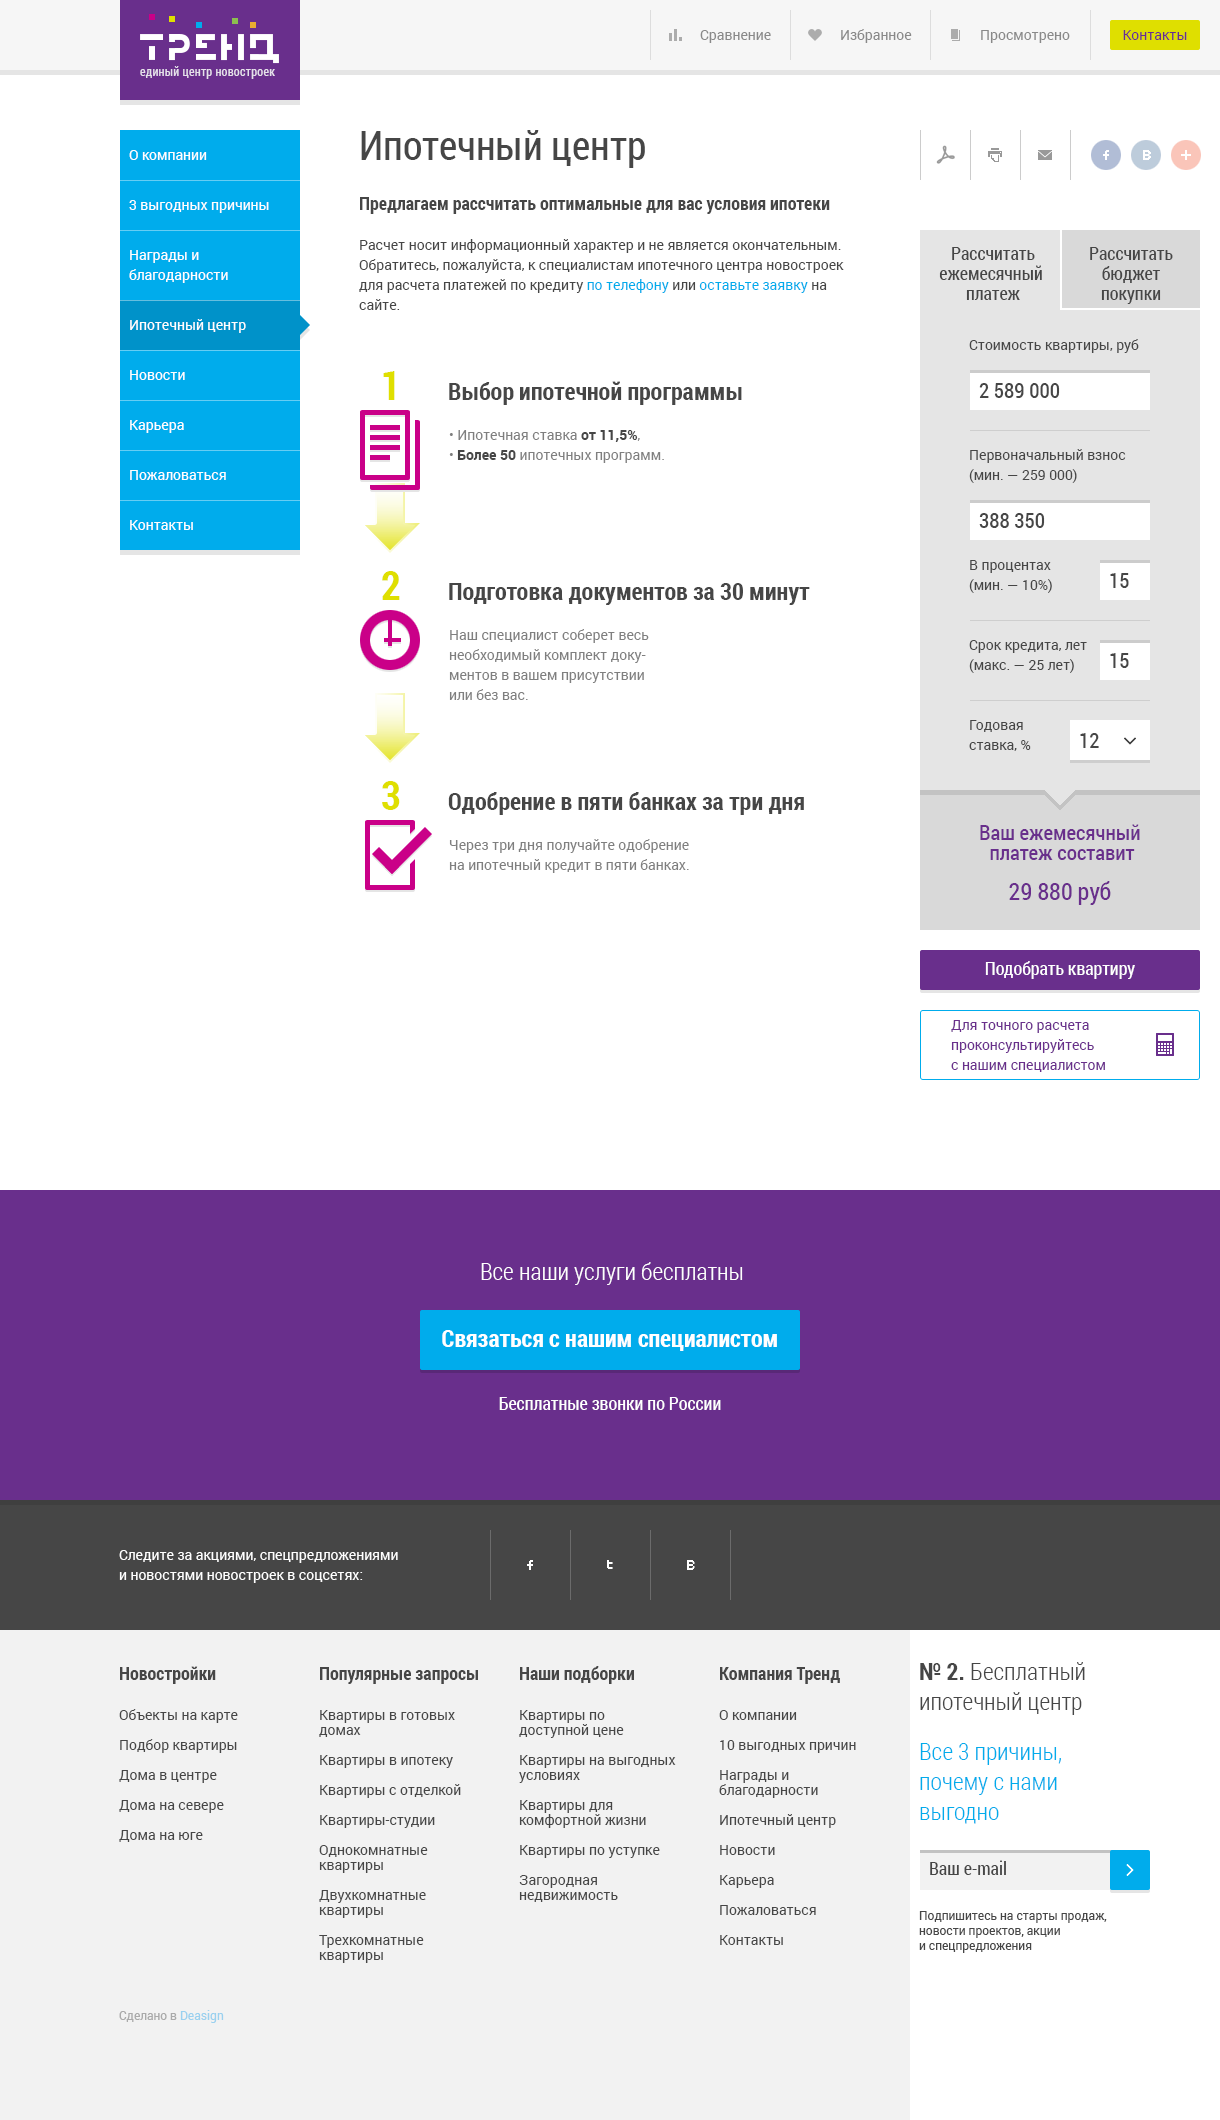 ТРЕНД
единый центр новостроек
Сравнение
Избранное
Просмотрено
Контакты
О компании
3 выгодных причины
Награды и
благодарности
Ипотечный центр
Новости
Карьера
Пожаловаться
Контакты
Ипотечный центр
Предлагаем рассчитать оптимальные для вас условия ипотеки
Расчет носит информационный характер и не является окончательным.
Обратитесь, пожалуйста, к специалистам ипотечного центра новостроек
для расчета платежей по кредиту по телефону или оставьте заявку на
сайте.
1
Выбор ипотечной программы
• Ипотечная ставка от 11,5%,
• Более 50 ипотечных программ.
2
Подготовка документов за 30 минут
Наш специалист соберет весь
необходимый комплект доку-
ментов в вашем присутствии
или без вас.
3
Одобрение в пяти банках за три дня
Через три дня получайте одобрение
на ипотечный кредит в пяти банках.
f
B
+
Рассчитать
ежемесячный
платеж
Рассчитать
бюджет
покупки
Стоимость квартиры, руб
2 589 000
Первоначальный взнос
(мин. — 259 000)
388 350
В процентах
(мин. — 10%)
15
Срок кредита, лет
(макс. — 25 лет)
15
Годовая
ставка, %
12
Ваш ежемесячный
платеж составит
29 880 руб
Подобрать квартиру
Для точного расчета
проконсультируйтесь
с нашим специалистом
Все наши услуги бесплатны
Связаться с нашим специалистом
Бесплатные звонки по России
Следите за акциями, спецпредложениями
и новостями новостроек в соцсетях:
f
t
B
Новостройки
Объекты на карте
Подбор квартиры
Дома в центре
Дома на севере
Дома на юге
Популярные запросы
Квартиры в готовых
домах
Квартиры в ипотеку
Квартиры с отделкой
Квартиры-студии
Однокомнатные
квартиры
Двухкомнатные
квартиры
Трехкомнатные
квартиры
Наши подборки
Квартиры по
доступной цене
Квартиры на выгодных
условиях
Квартиры для
комфортной жизни
Квартиры по уступке
Загородная
недвижимость
Компания Тренд
О компании
10 выгодных причин
Награды и
благодарности
Ипотечный центр
Новости
Карьера
Пожаловаться
Контакты
№ 2. Бесплатный
ипотечный центр
Все 3 причины,
почему с нами
выгодно
Ваш e-mail
Подпишитесь на старты продаж,
новости проектов, акции
и спецпредложения
Сделано в Deasign